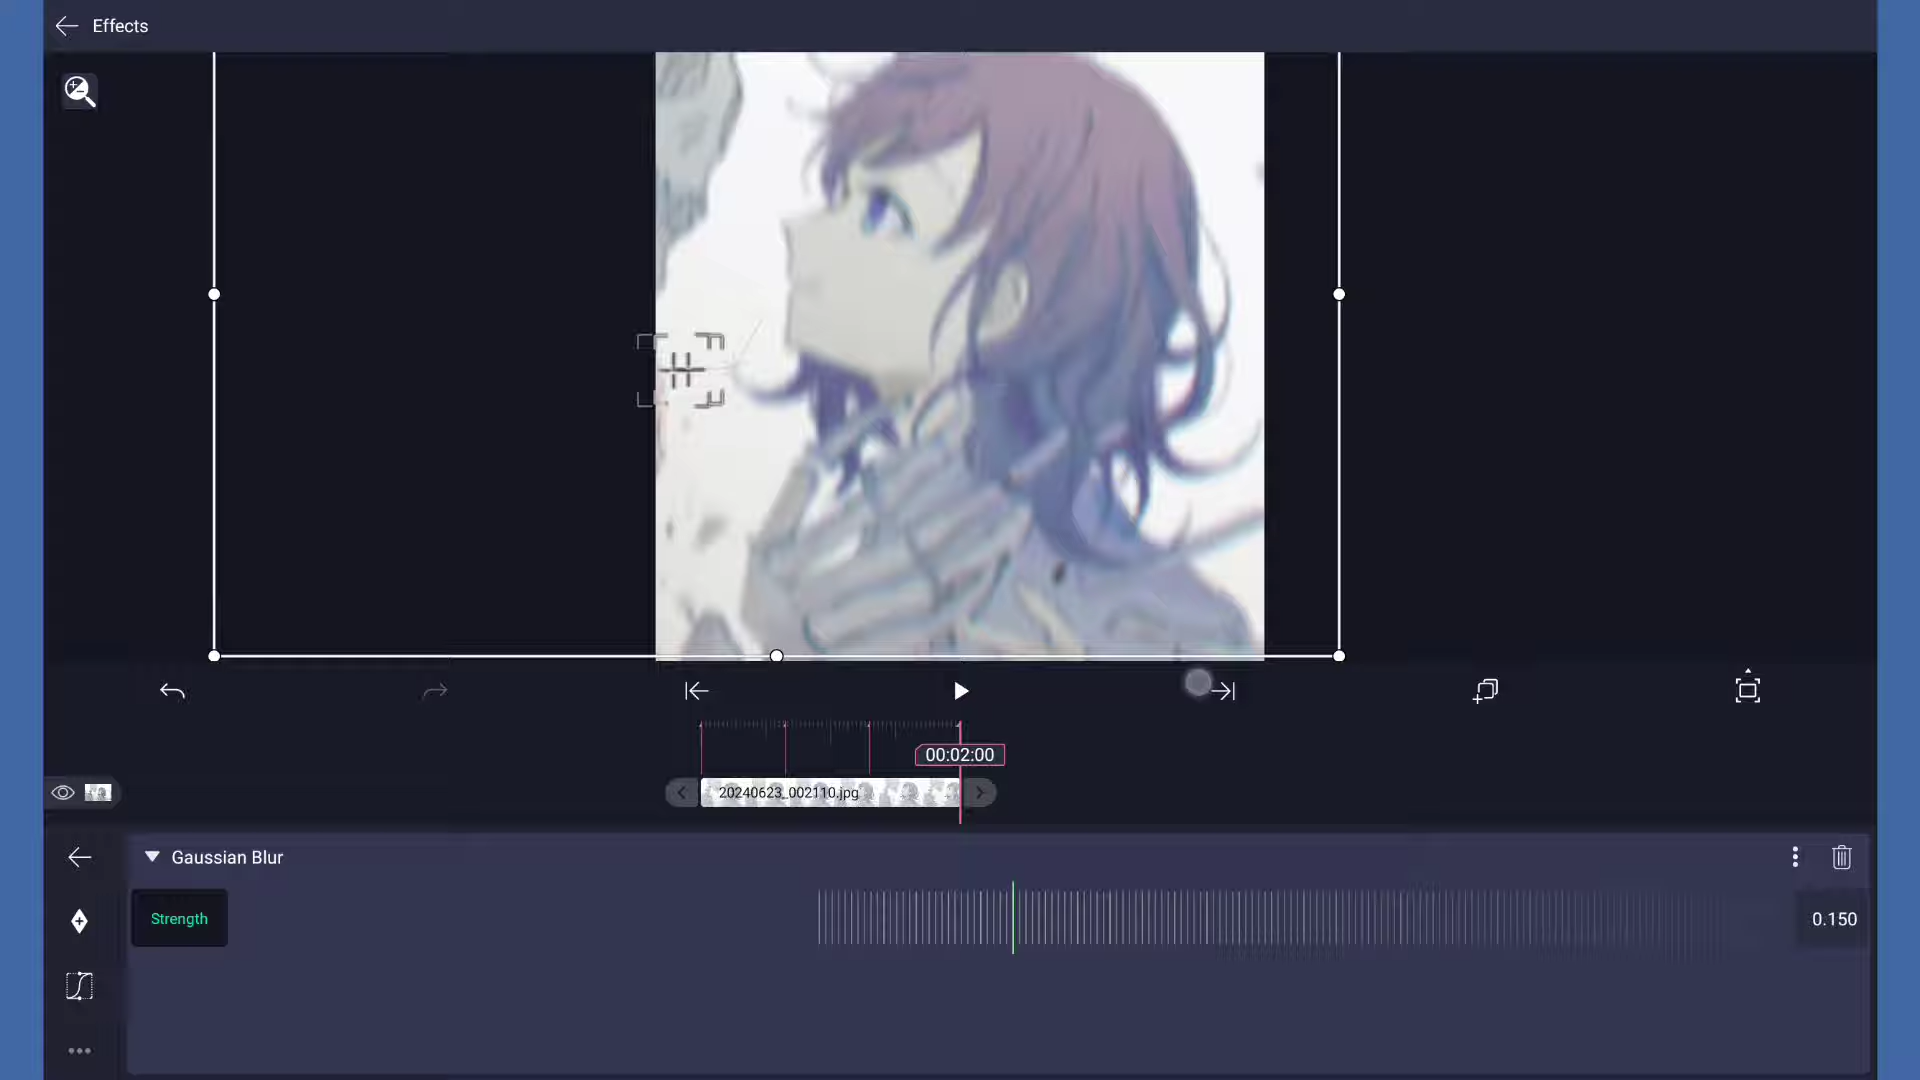 Effects
00:02:00
20240623_002110.jpg
Gaussian Blur
Strength
0.150